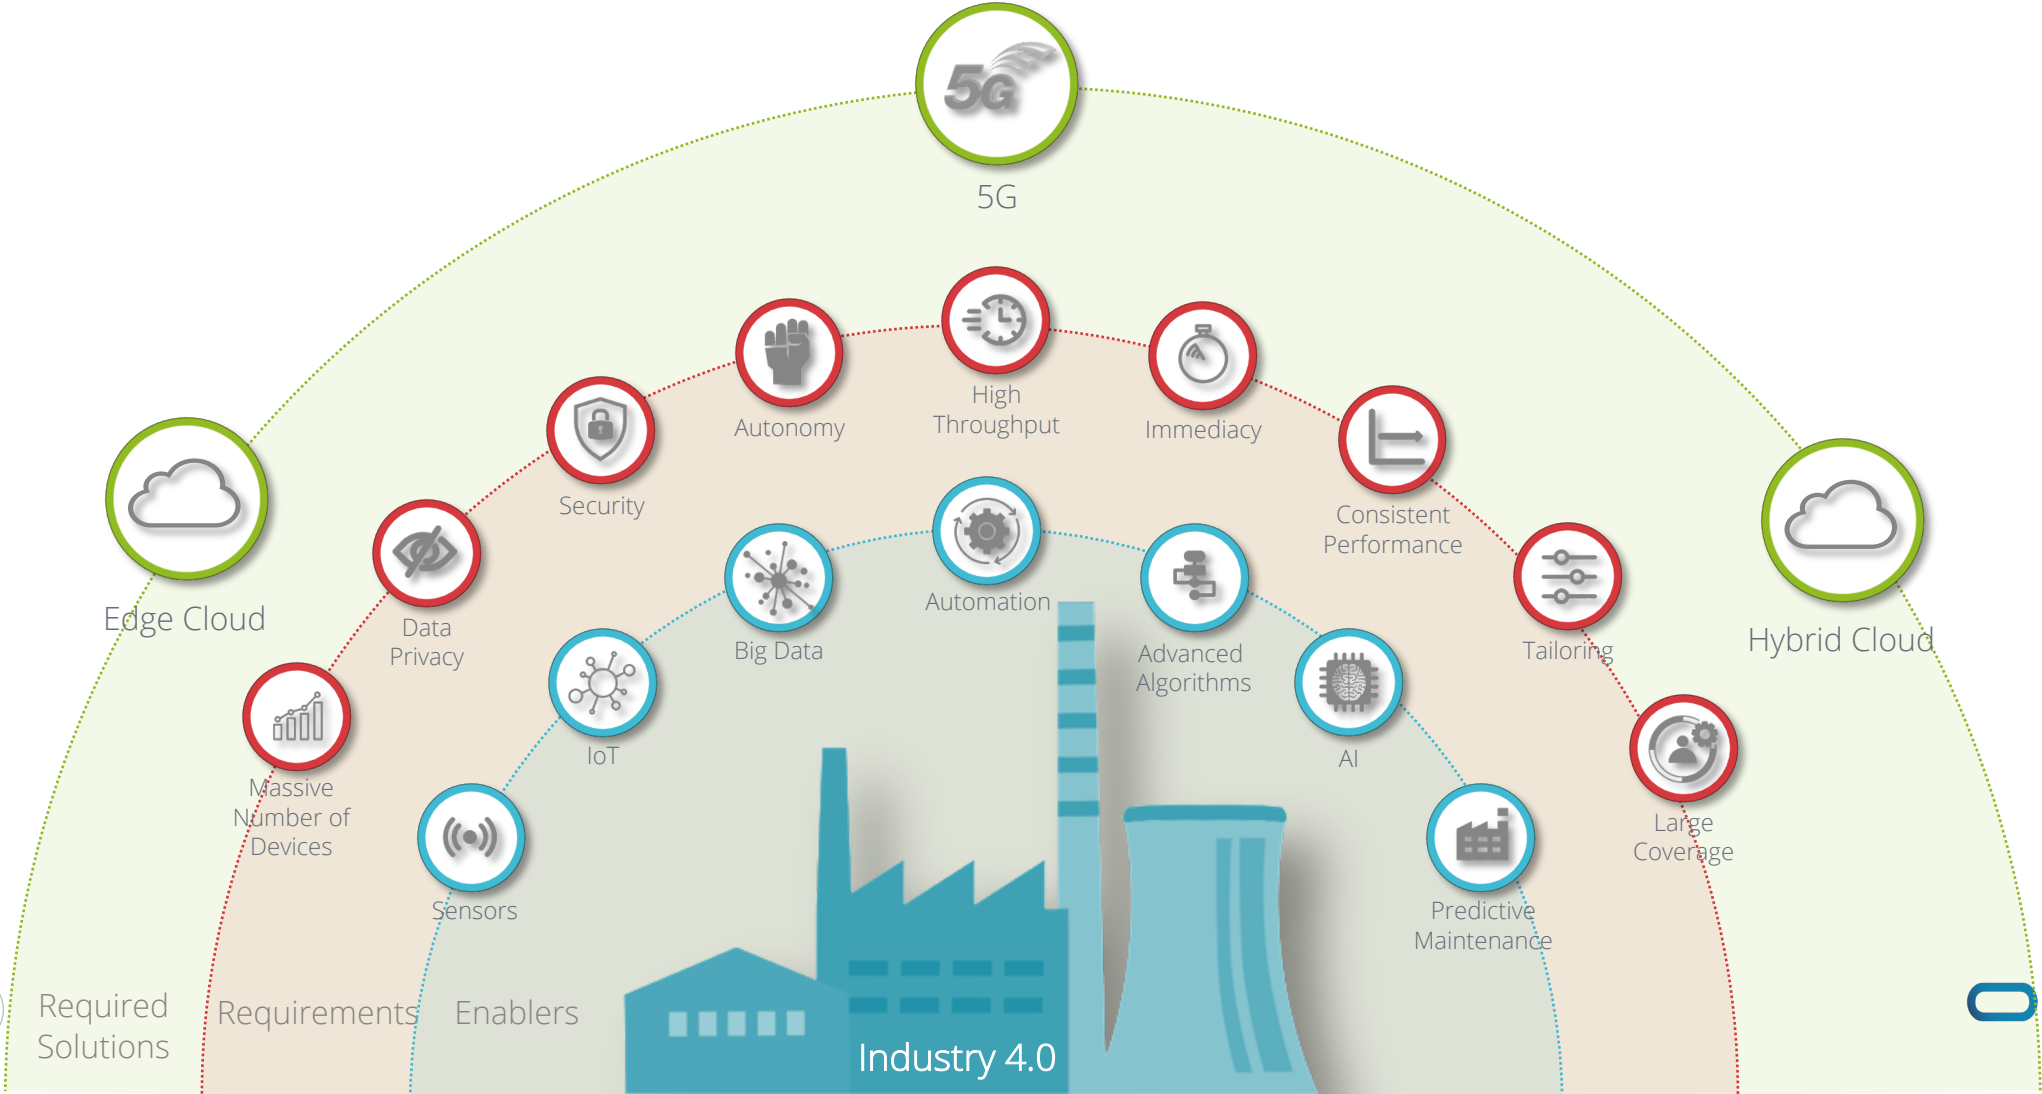 5G
5G
High
Throughput
Autonomy
Immediacy
Security
Consistent
Performance
Edge Cloud
Data
Privacy
Automation
Big Data
Advanced
Algorithms
Tailoring
Hybrid Cloud
Massive
Number of
Devices
IoT
AI
Large
Coverage
Sensors
Predictive
Maintenance
Required
Solutions
Requirements
Enablers
Industry 4.0